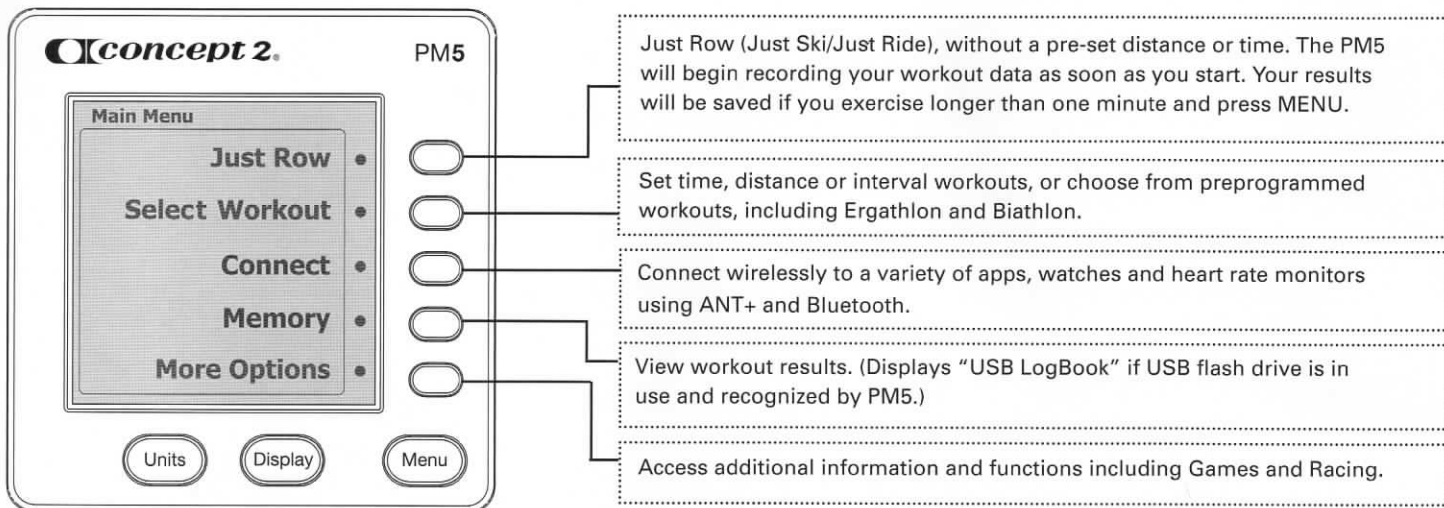 concept 2®
PM5
Main Menu
Just Row
Select Workout
Connect
Memory
More Options
Units
Display
Menu
Just Row (Just Ski/Just Ride), without a pre-set distance or time. The PM5
will begin recording your workout data as soon as you start. Your results
will be saved if you exercise longer than one minute and press MENU.
Set time, distance or interval workouts, or choose from preprogrammed
workouts, including Ergathlon and Biathlon.
Connect wirelessly to a variety of apps, watches and heart rate monitors
using ANT+ and Bluetooth.
View workout results. (Displays “USB LogBook” if USB flash drive is in
use and recognized by PM5.)
Access additional information and functions including Games and Racing.